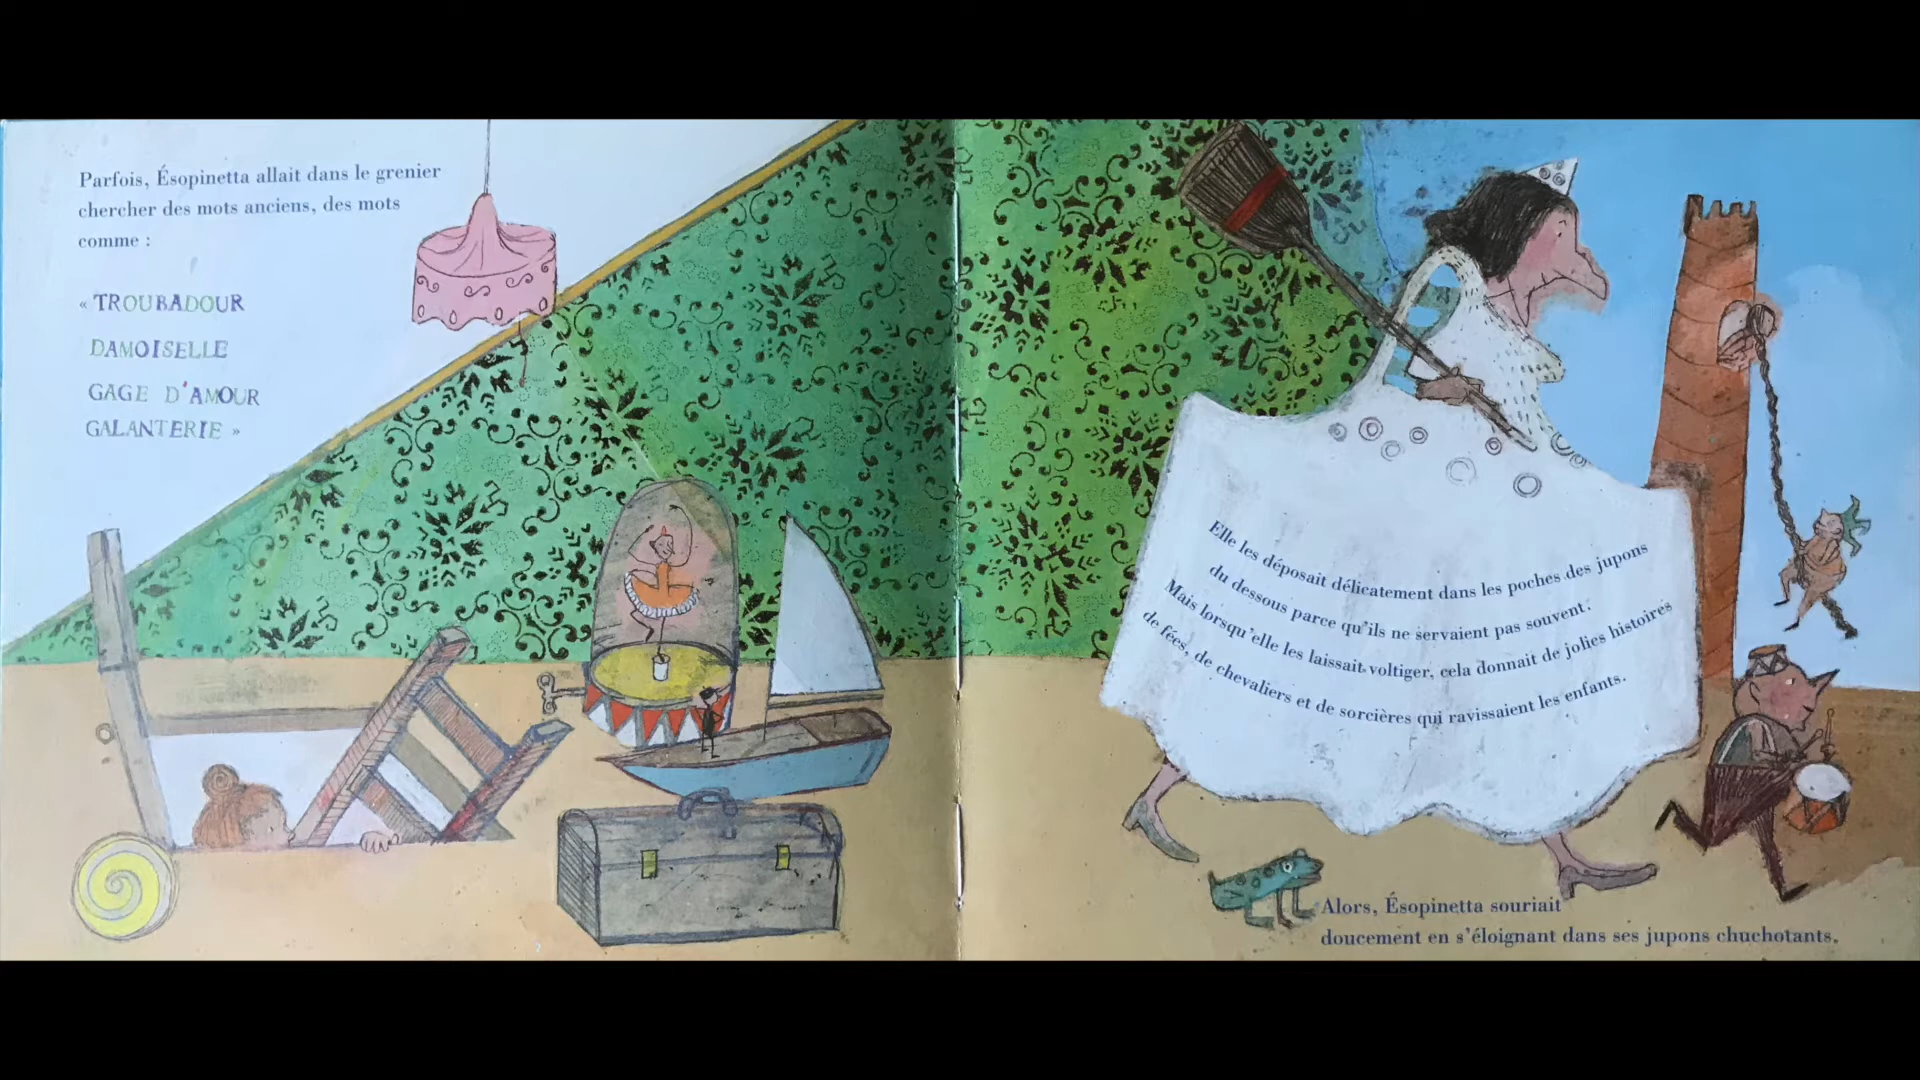 Parfois, Ésopinetta allait dans le grenier
chercher des mots anciens, des mots
comme :
« TROUBADOUR
DAMOISELLE
GAGE D'AMOUR
GALANTERIE »
Elle les déposait délicatement dans les poches des jupons
du dessous parce qu'ils ne servaient pas souvent.
Mais lorsqu'elle les laissait voltiger, cela donnait de jolies histoires
de fées, de chevaliers et de sorcières qui ravissaient les enfants.
Alors, Ésopinetta souriait
doucement en s'éloignant dans ses jupons chuchotants.